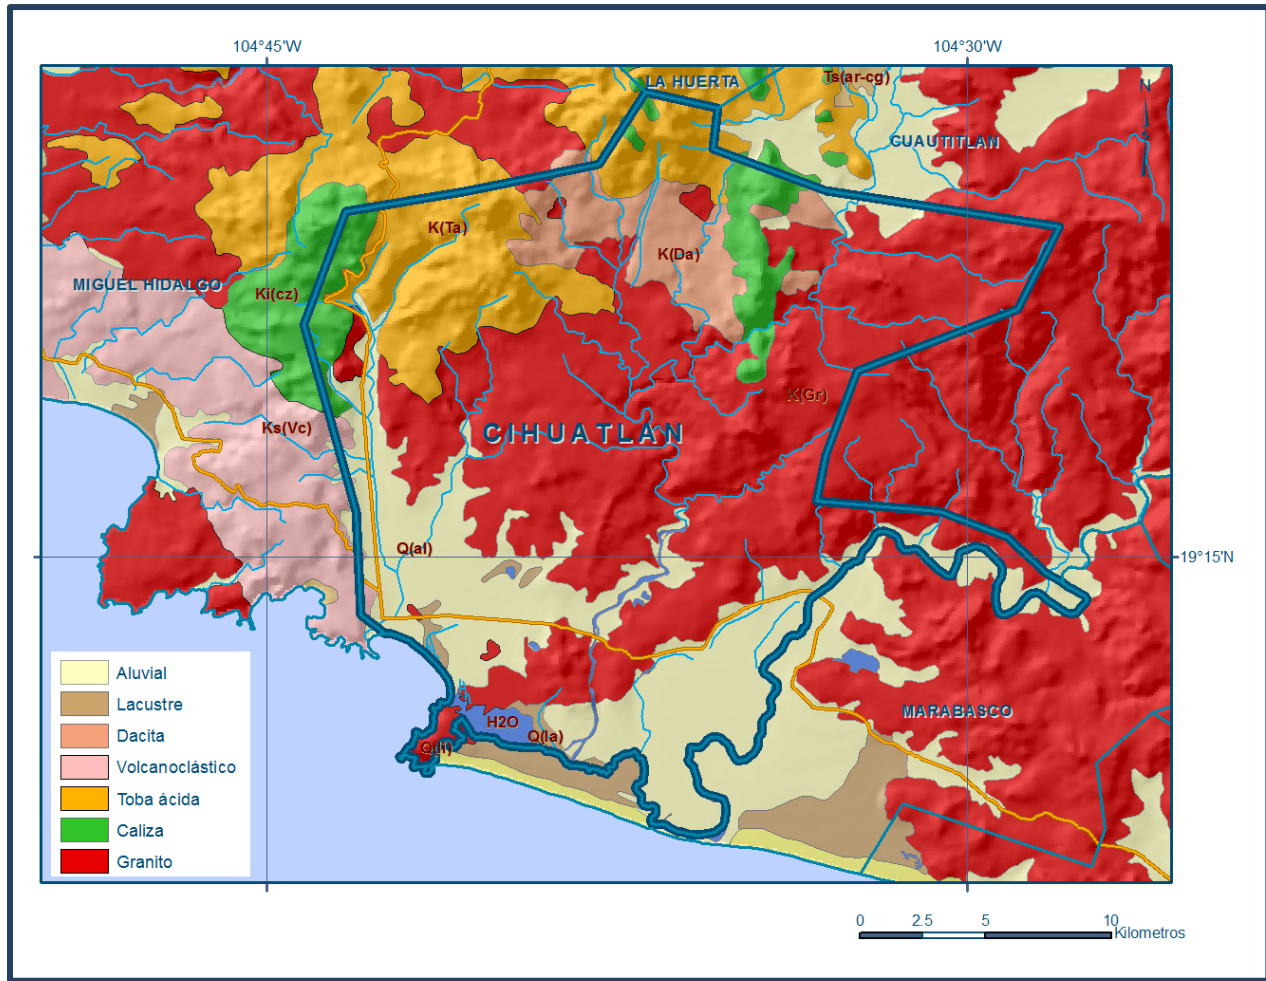 104°45'W
104°30'W
LA HUERTA
Ts(ar-cg)
N
CUAUTITLAN
K(Ta)
K(Da)
MIGUEL HIDALGO
Ki(cz)
K(Gr)
Ks(Vc)
CIHUATLAN
Q(al)
19°15'N
Aluvial
Lacustre
Dacita
Volcanoclástico
Toba ácida
Caliza
Granito
MARABASCO
H2O
Q(la)
Q(li)
0 2.5 5 10
Kilometros